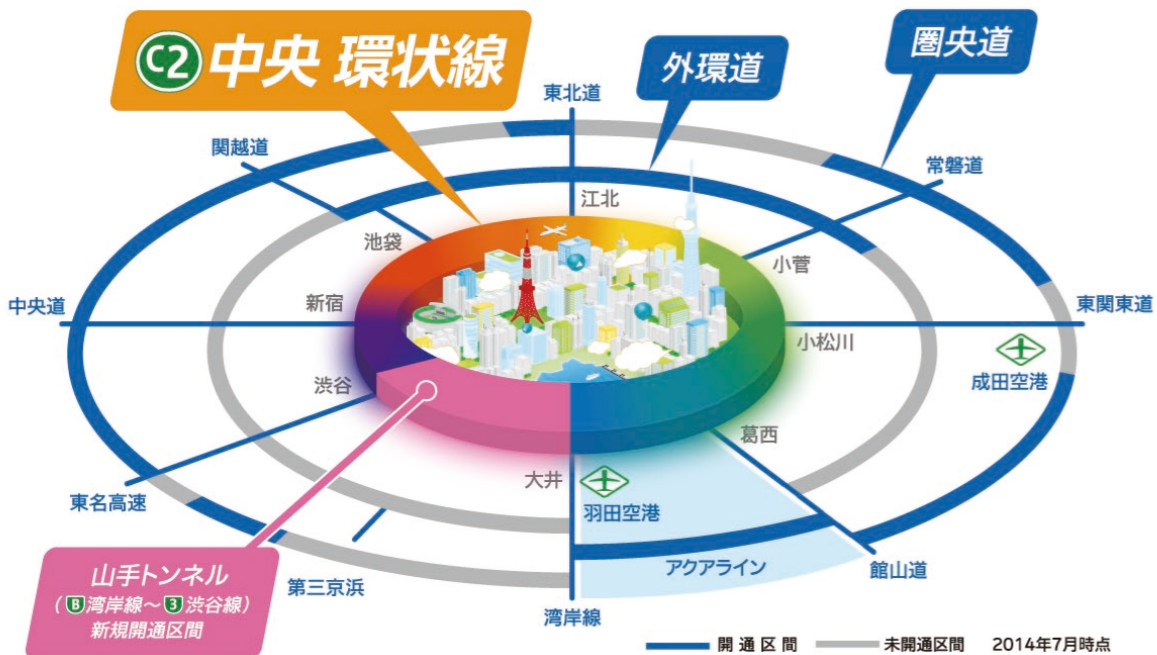 C2 中央 環状線
外環道
圏央道
東北道
関越道
常磐道
江北
池袋
小菅
中央道
新宿
東関東道
小松川
成田空港
渋谷
葛西
大井
東名高速
羽田空港
アクアライン
館山道
第三京浜
湾岸線
山手トンネル
(B湾岸線～3渋谷線)
新規開通区間
開通区間 未開通区間 2014年7月時点